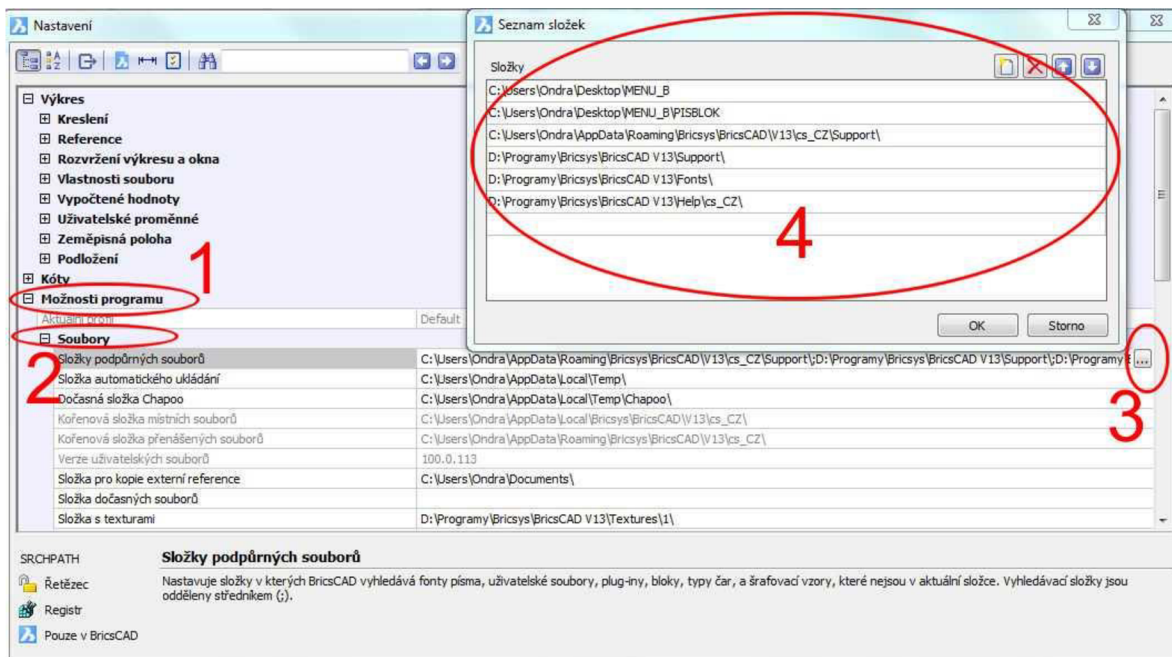 Nastavení
Seznam složek
Složky
C:\Users\Ondra\Desktop\MENU_B
C:\Users\Ondra\Desktop\MENU_B\PISBLOK
C:\Users\Ondra\AppData\Roaming\Bricsys\BricsCAD\V13\cs_CZ\Support\
D:\Programy\Bricsys\BricsCAD V13\Support\
D:\Programy\Bricsys\BricsCAD V13\Fonts\
D:\Programy\Bricsys\BricsCAD V13\Help\cs_CZ\
4
OK Storno
Výkres
Kreslení
Reference
Rozvržení výkresu a okna
Vlastnosti souboru
Vypočtené hodnoty
Uživatelské proměnné
Zeměpisná poloha
Podložení
1
Kóty
Možnosti programu
Aktuální profil Default
Soubory
2
Složky podpůrných souborů C:\Users\Ondra\AppData\Roaming\Bricsys\BricsCAD\V13\cs_CZ\Support\;D:\Programy\Bricsys\BricsCAD V13\Support\;D:\Programy\E ...
3
Složka automatického ukládání C:\Users\Ondra\AppData\Local\Temp\
Dočasná složka Chapoo C:\Users\Ondra\AppData\Local\Temp\Chapoo\
Kořenová složka místních souborů C:\Users\Ondra\AppData\Local\Bricsys\BricsCAD\V13\cs_CZ\
Kořenová složka přenášených souborů C:\Users\Ondra\AppData\Roaming\Bricsys\BricsCAD\V13\cs_CZ\
Verze uživatelských souborů 100.0.113
Složka pro kopie externí reference C:\Users\Ondra\Documents\
Složka dočasných souborů
Složka s texturami D:\Programy\Bricsys\BricsCAD V13\Textures\1\
SRCHPATH
Řetězec
Registr
Pouze v BricsCAD
Složky podpůrných souborů
Nastavuje složky v kterých BricsCAD vyhledává fonty písma, uživatelské soubory, plug-iny, bloky, typy čar, a šrafovací vzory, které nejsou v aktuální složce. Vyhledávací složky jsou
odděleny středníkem (;).